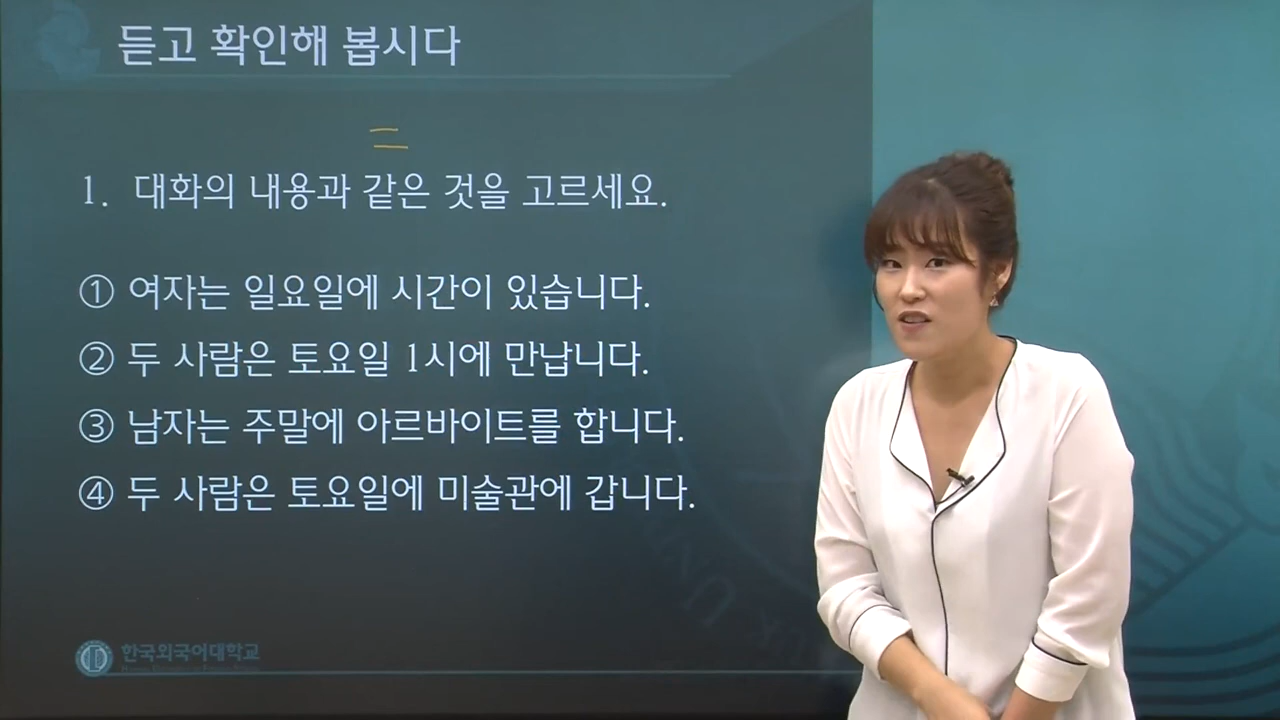 듣고 확인해 봅시다
=
1. 대화의 내용과 같은 것을 고르세요.
① 여자는 일요일에 시간이 있습니다.
② 두 사람은 토요일 1시에 만납니다.
③ 남자는 주말에 아르바이트를 합니다.
④ 두 사람은 토요일에 미술관에 갑니다.
한국외국어대학교